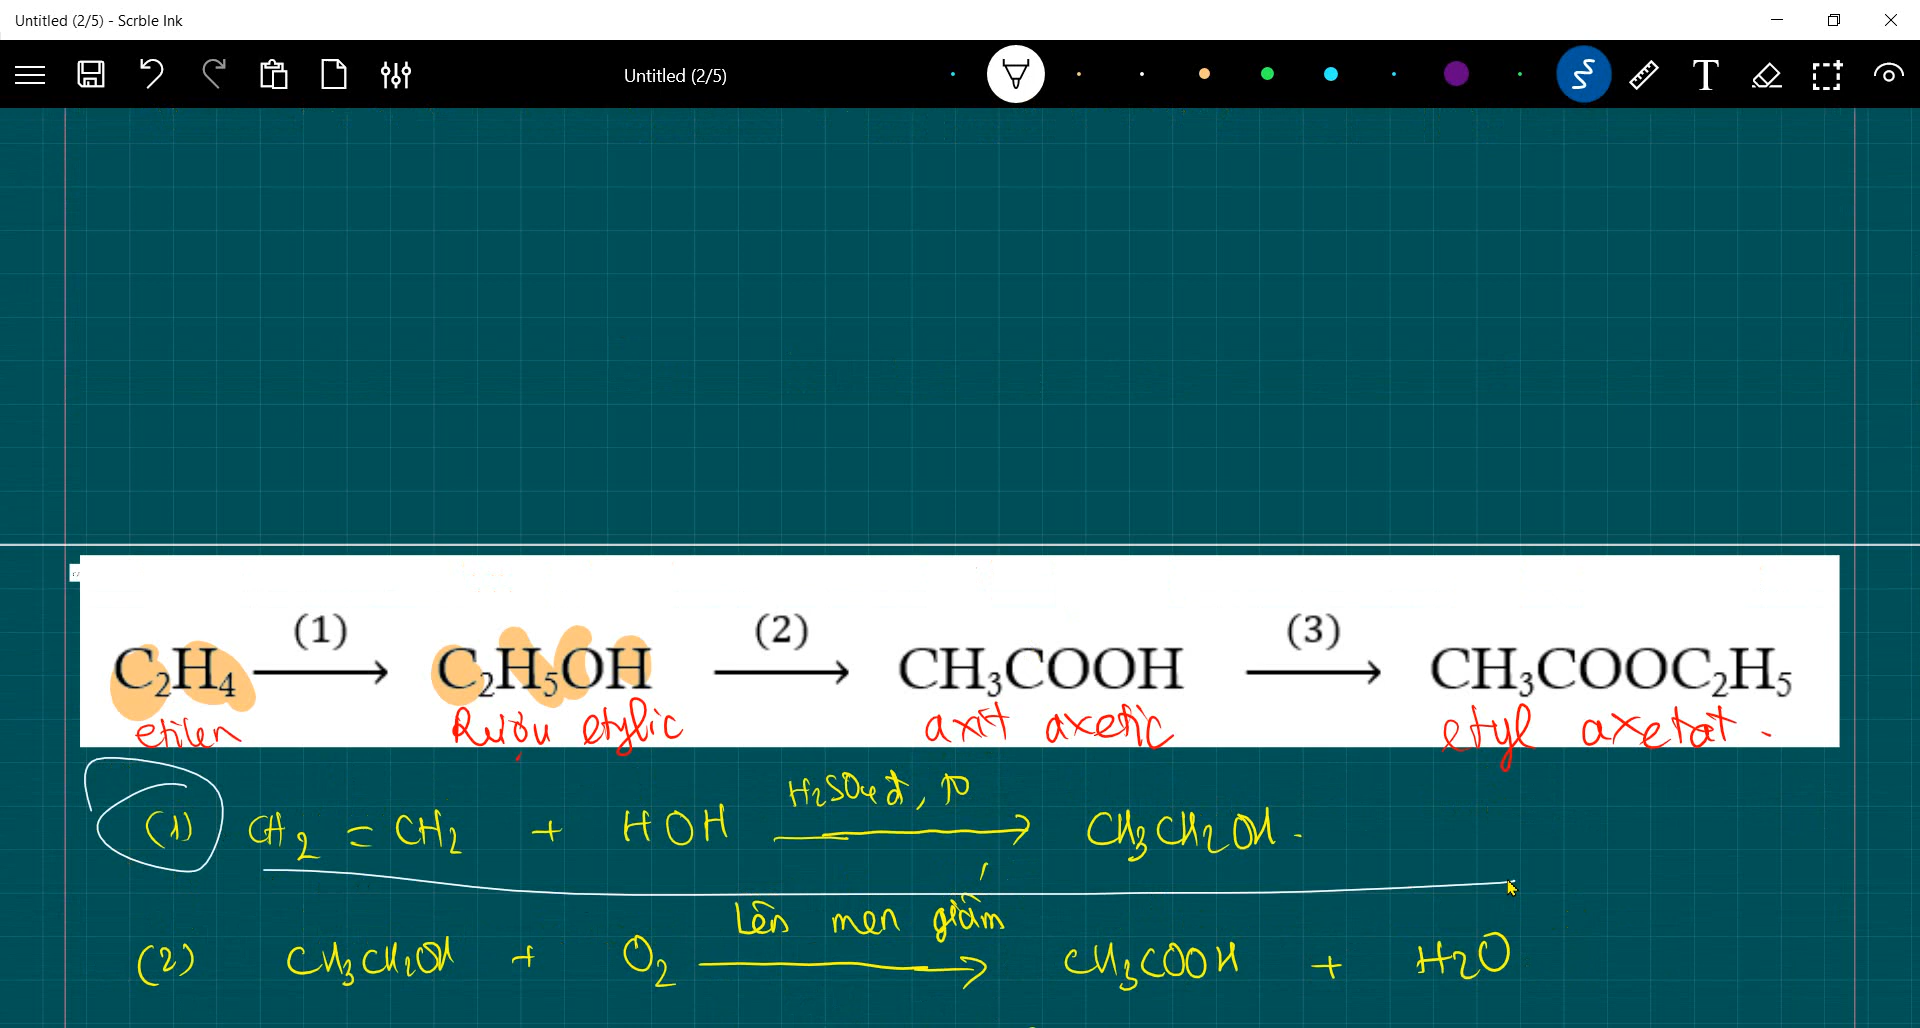 Untitled (2/5) - Scrble Ink
Untitled (2/5)
T
(1) (2) (3)
C₂H₄ ⟶ C₂H₅OH ⟶ CH₃COOH ⟶ CH₃COOC₂H₅
etilen Rượu etylic axit axetic etyl axetat.
H₂SO₄ đ, t⁰
(1) CH₂ = CH₂ + HOH ⟶ CH₃CH₂OH.
Lên men giấm
(2) CH₃CH₂OH + O₂ ⟶ CH₃COOH + H₂O